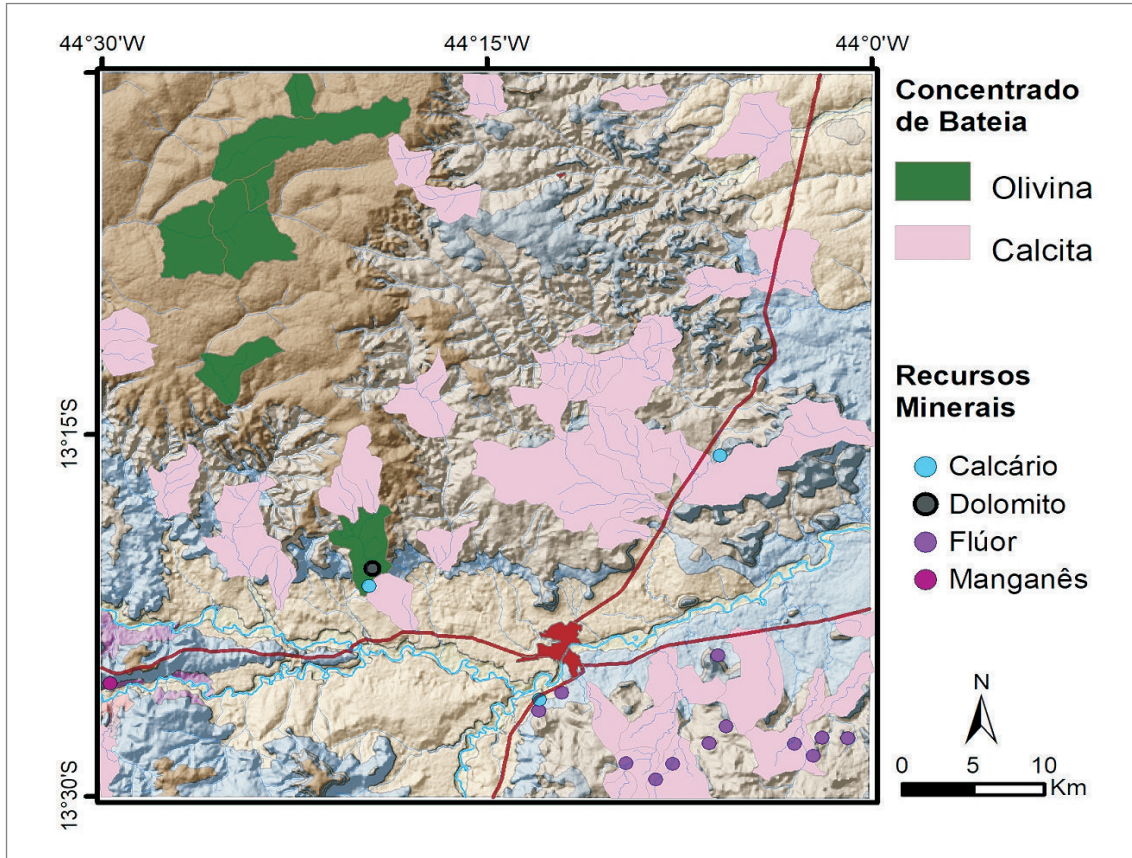 44°30'W
44°15'W
44°0'W
13°15'S
13°30'S
Concentrado
de Bateia
Olivina
Calcita
Recursos
Minerais
Calcário
Dolomito
Flúor
Manganês
N
0 5 10
Km